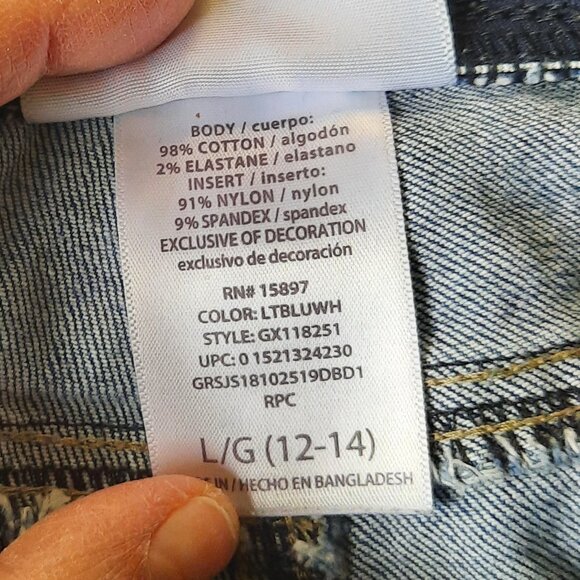 BODY / cuerpo:
98% COTTON / algodón
2% ELASTANE / elastano
INSERT / inserto:
91% NYLON / nylon
9% SPANDEX / spandex
EXCLUSIVE OF DECORATION
exclusivo de decoración
RN# 15897
COLOR: LTBLUWH
STYLE: GX118251
UPC: 0 1521324230
GRSJS18102519DBD1
RPC
L/G (12-14)
IN / HECHO EN BANGLADESH